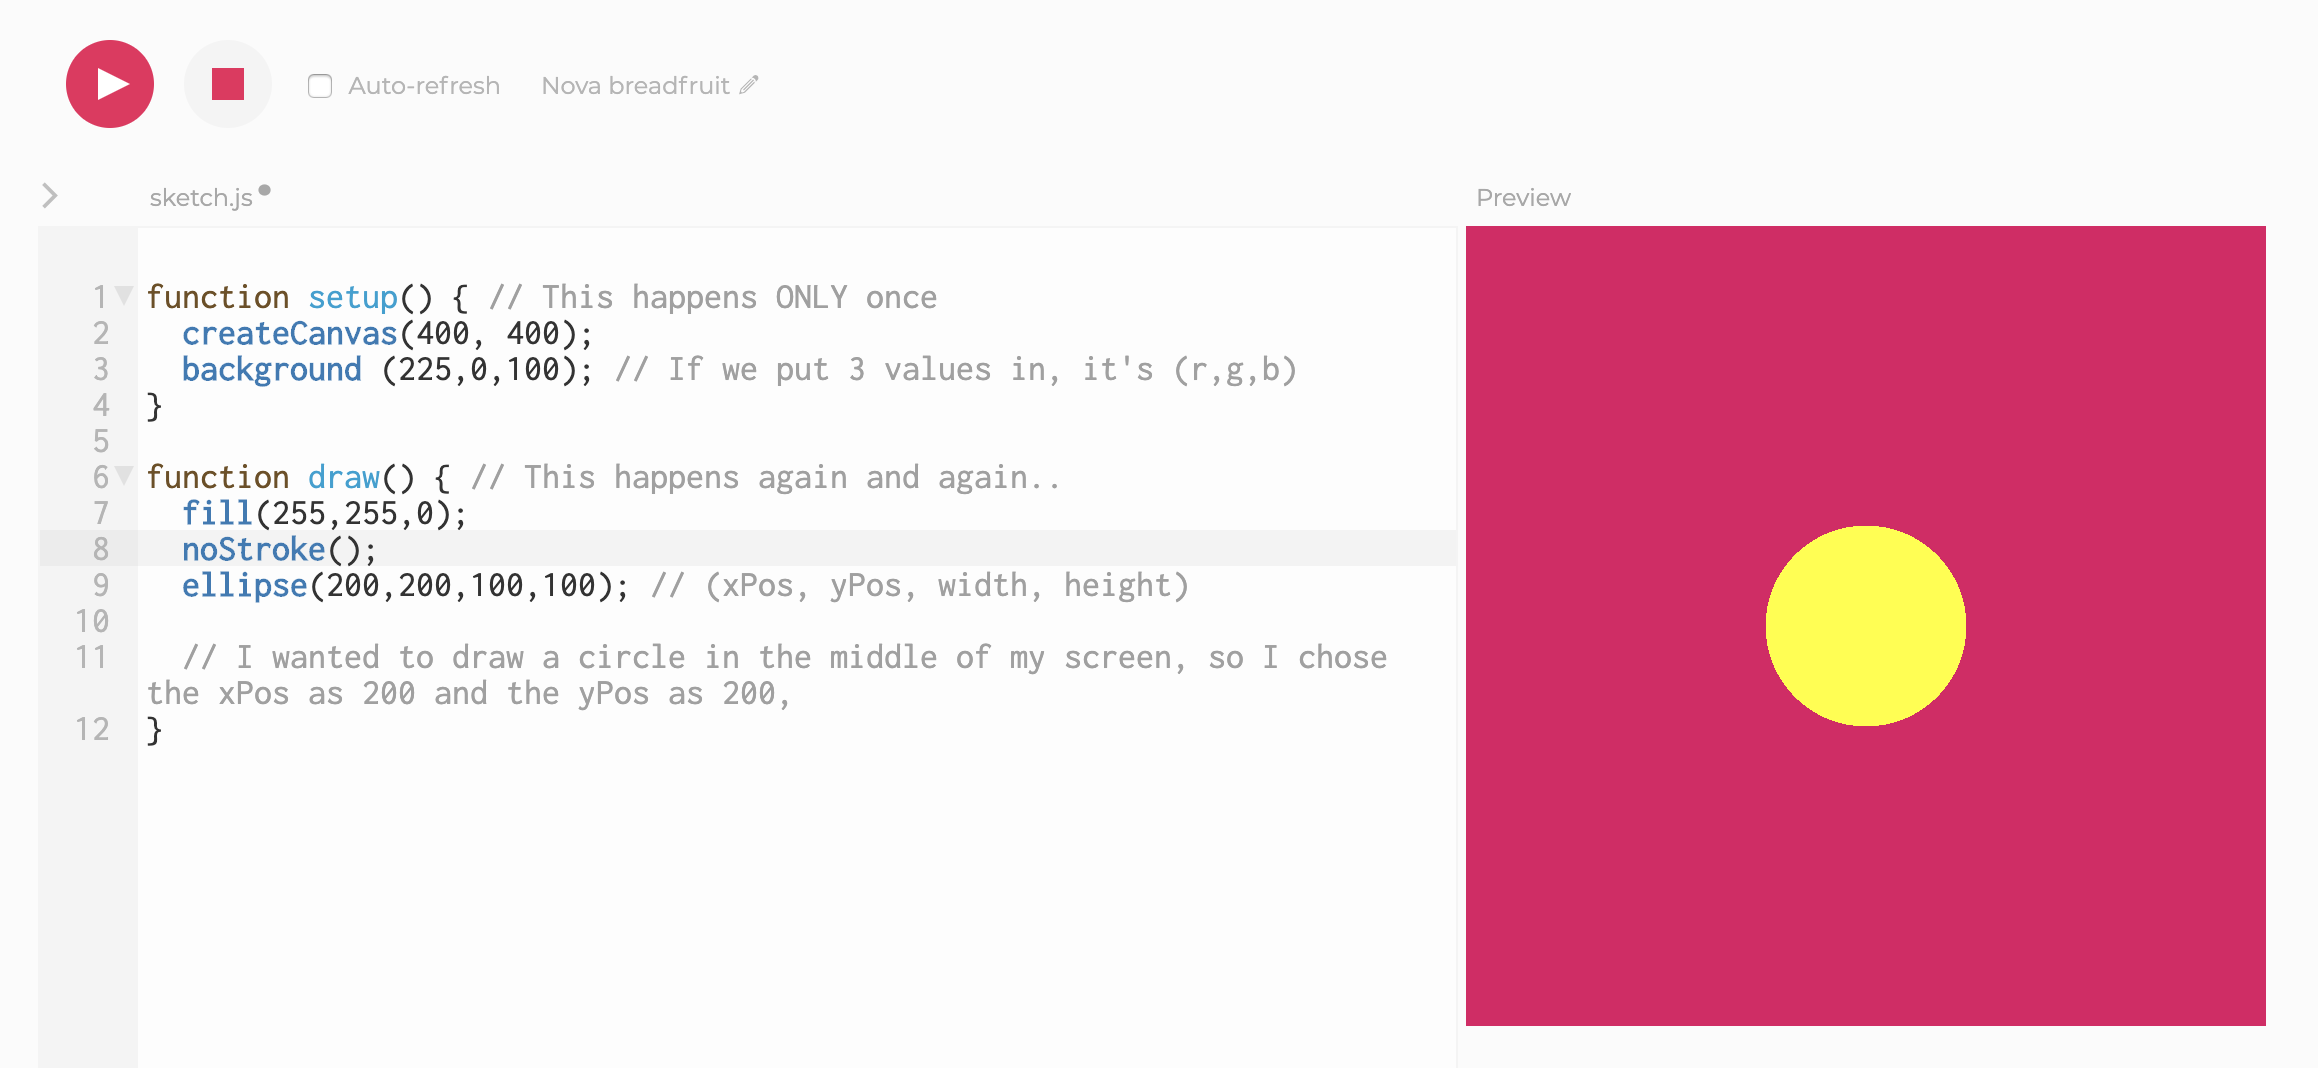 Auto-refresh Nova breadfruit
sketch.js Preview
1 function setup() { // This happens ONLY once
2 createCanvas(400, 400);
3 background (225,0,100); // If we put 3 values in, it's (r,g,b)
4 }
5
6 function draw() { // This happens again and again..
7 fill(255,255,0);
8 noStroke();
9 ellipse(200,200,100,100); // (xPos, yPos, width, height)
10
11 // I wanted to draw a circle in the middle of my screen, so I chose
the xPos as 200 and the yPos as 200,
12 }